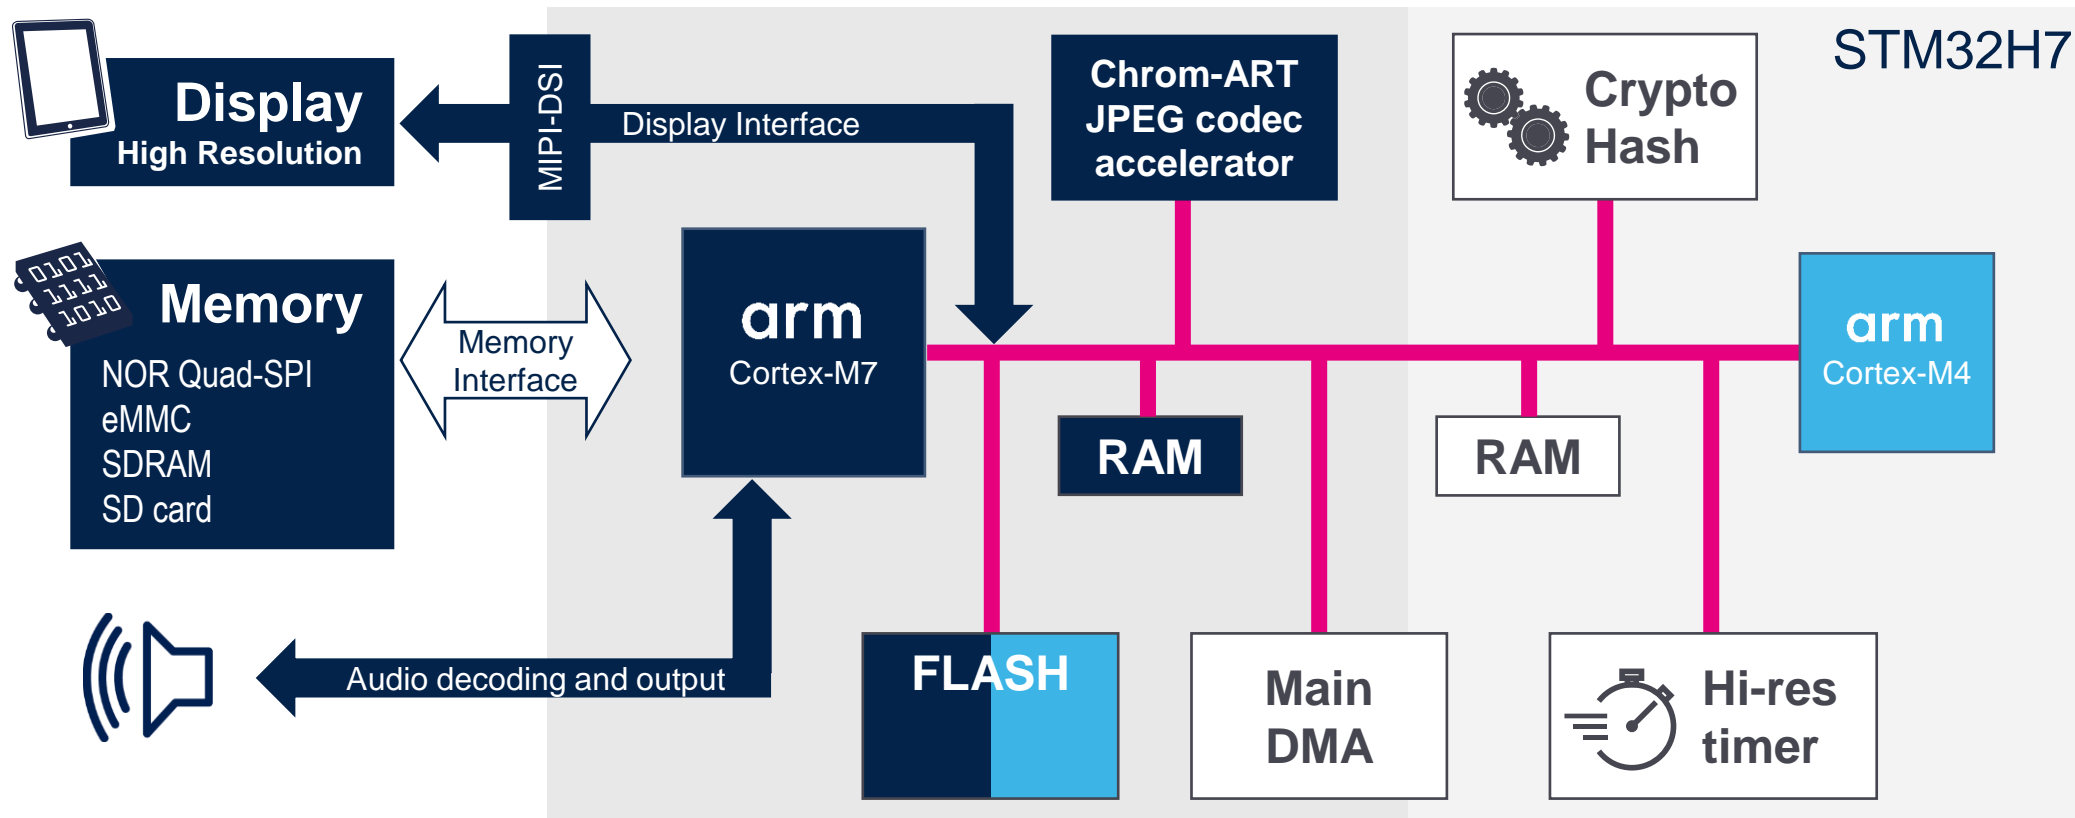 STM32H7
Display
High Resolution
MIPI-DSI
Display Interface
Chrom-ART
JPEG codec
accelerator
Crypto
Hash
0101
1111
1010
Memory
NOR Quad-SPI
eMMC
SDRAM
SD card
Memory
Interface
arm
Cortex-M7
arm
Cortex-M4
RAM
RAM
Audio decoding and output
FLASH
Main
DMA
Hi-res
timer